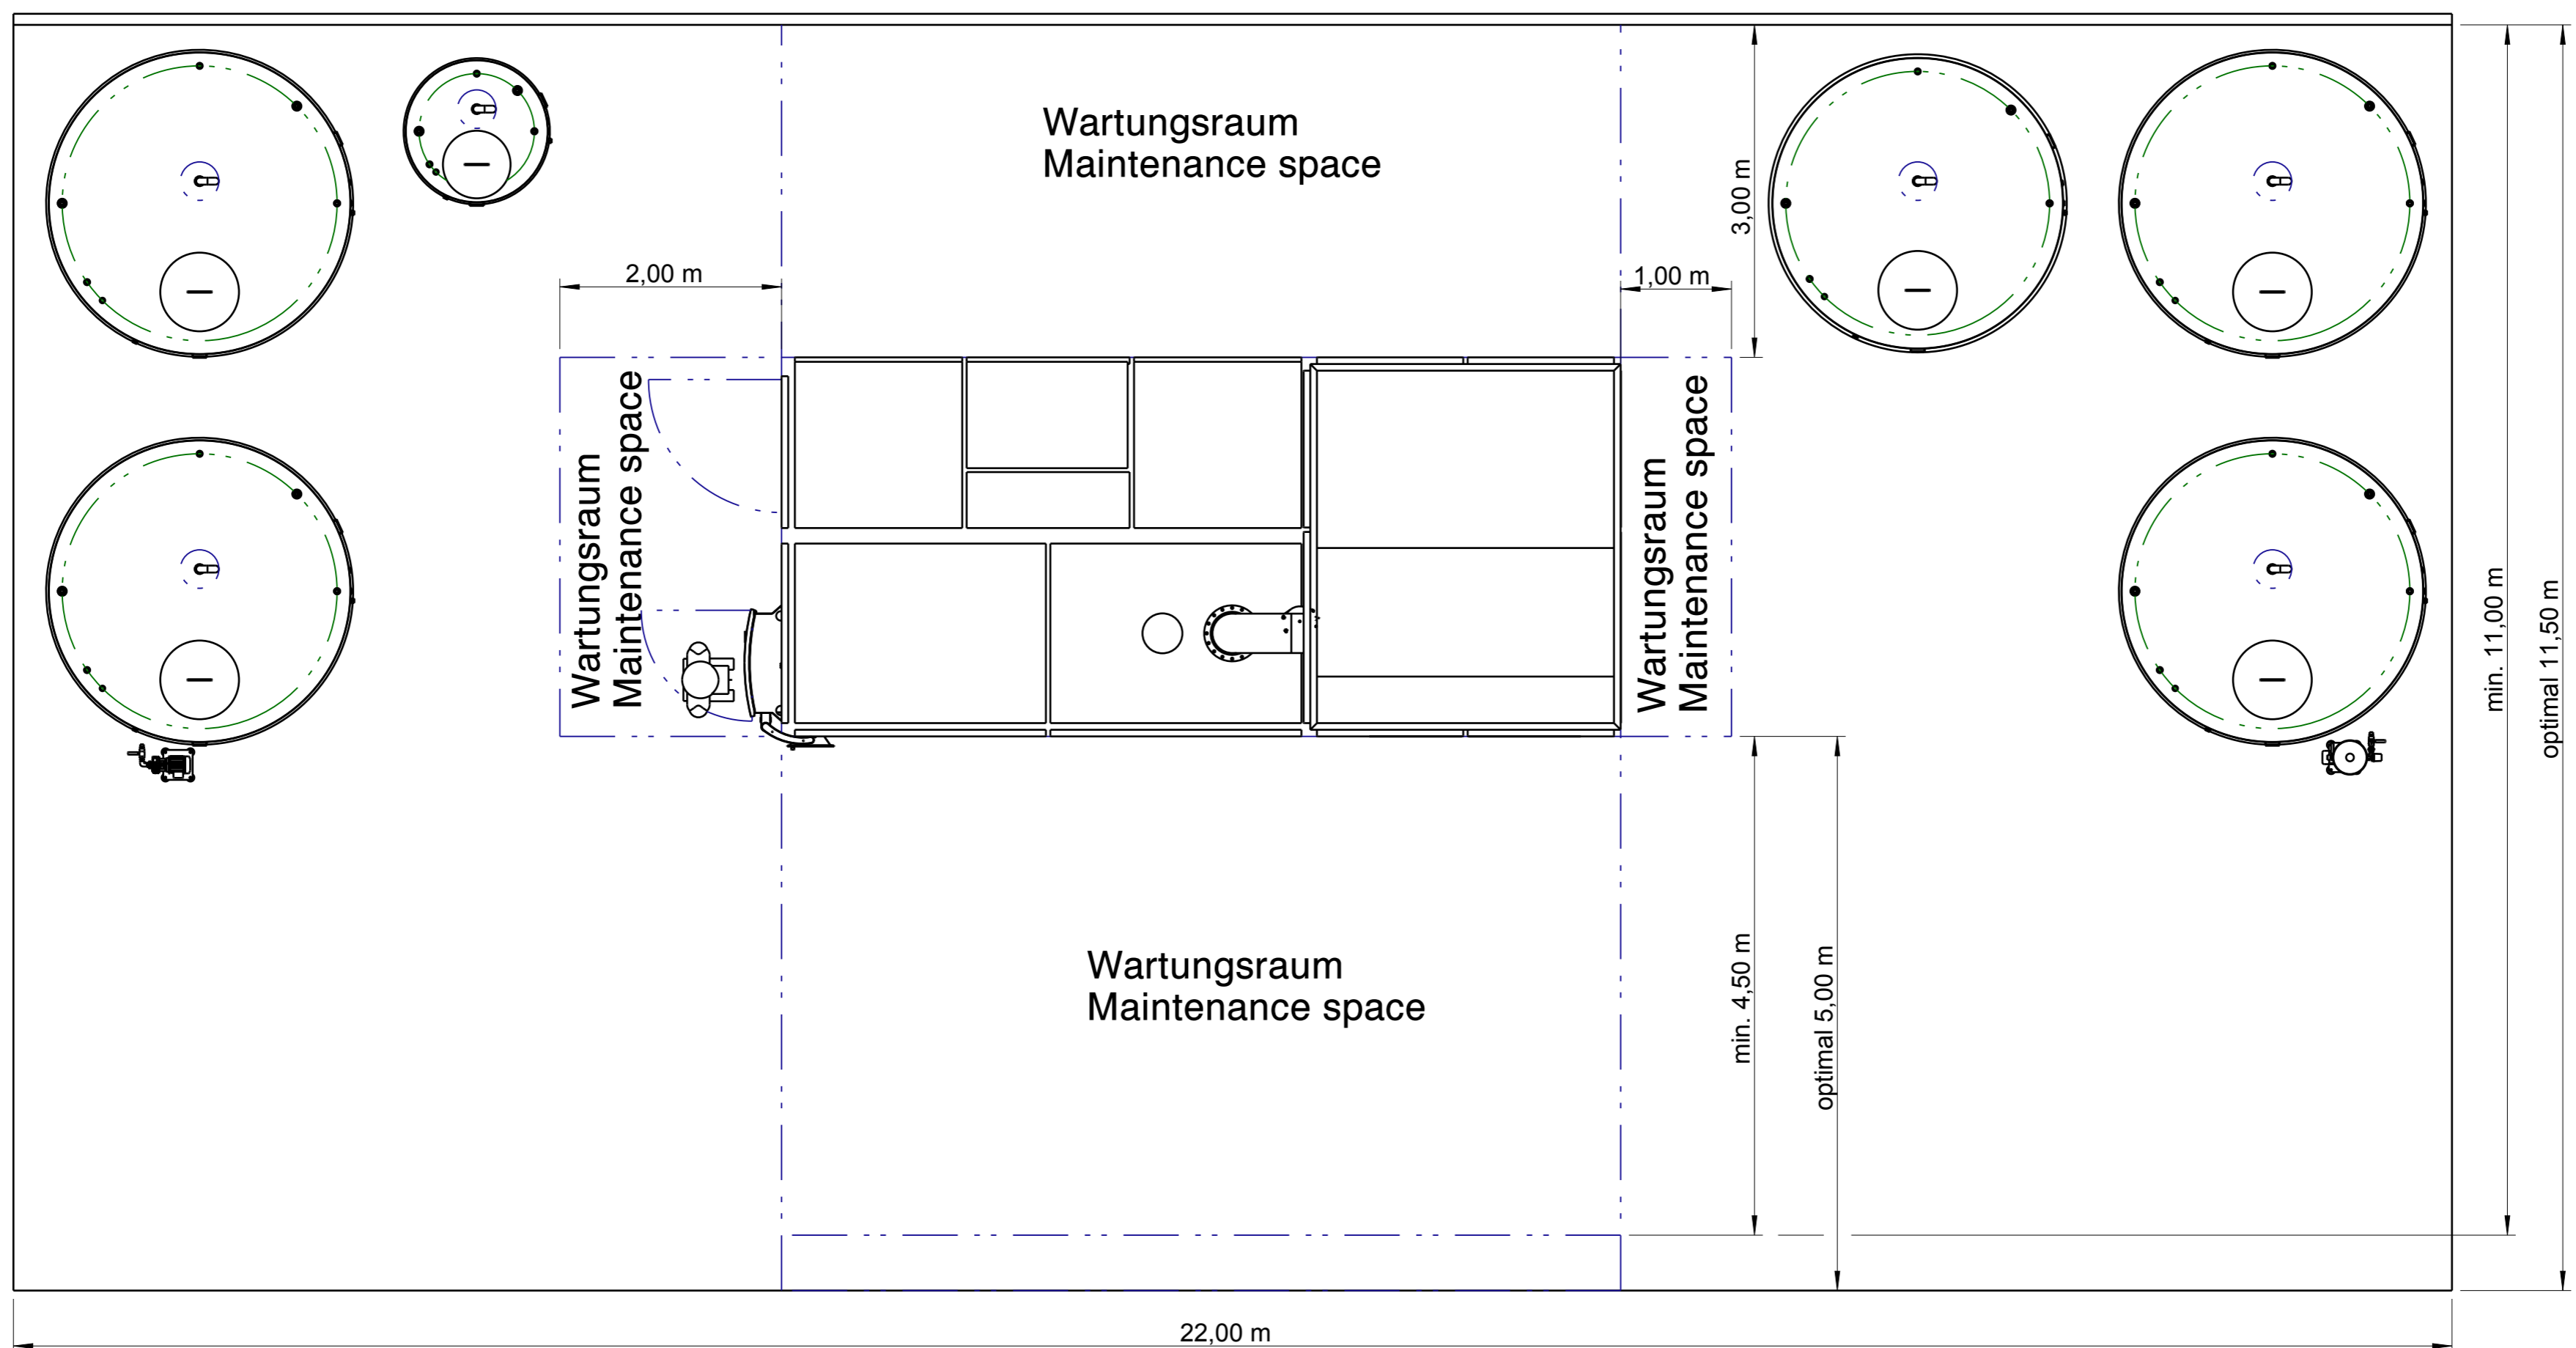 Wartungsraum
Maintenance space
3,00 m
2,00 m
1,00 m
Wartungsraum
Maintenance space
Wartungsraum
Maintenance space
min. 11,00 m
optimal 11,50 m
Wartungsraum
Maintenance space
min. 4,50 m
optimal 5,00 m
22,00 m